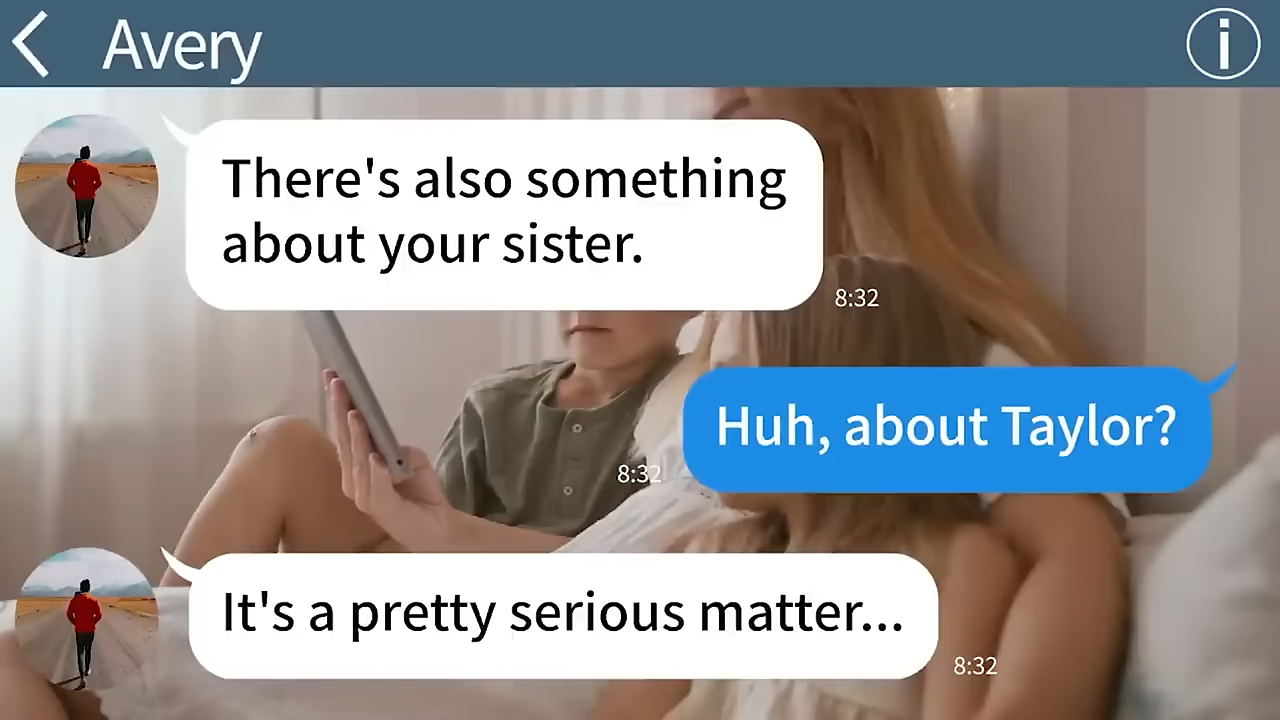 Avery
There's also something
about your sister.
8:32
Huh, about Taylor?
8:32
It's a pretty serious matter...
8:32